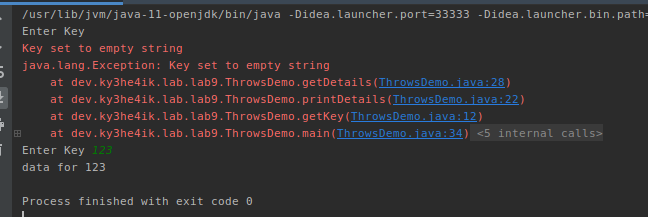 /usr/lib/jvm/java-11-openjdk/bin/java -Didea.launcher.port=33333 -Didea.launcher.bin.path=
Enter Key
Key set to empty string
java.lang.Exception: Key set to empty string
at dev.ky3he4ik.lab.lab9.ThrowsDemo.getDetails(ThrowsDemo.java:28)
at dev.ky3he4ik.lab.lab9.ThrowsDemo.printDetails(ThrowsDemo.java:22)
at dev.ky3he4ik.lab.lab9.ThrowsDemo.getKey(ThrowsDemo.java:12)
at dev.ky3he4ik.lab.lab9.ThrowsDemo.main(ThrowsDemo.java:34) <5 internal calls>
Enter Key 123
data for 123
Process finished with exit code 0